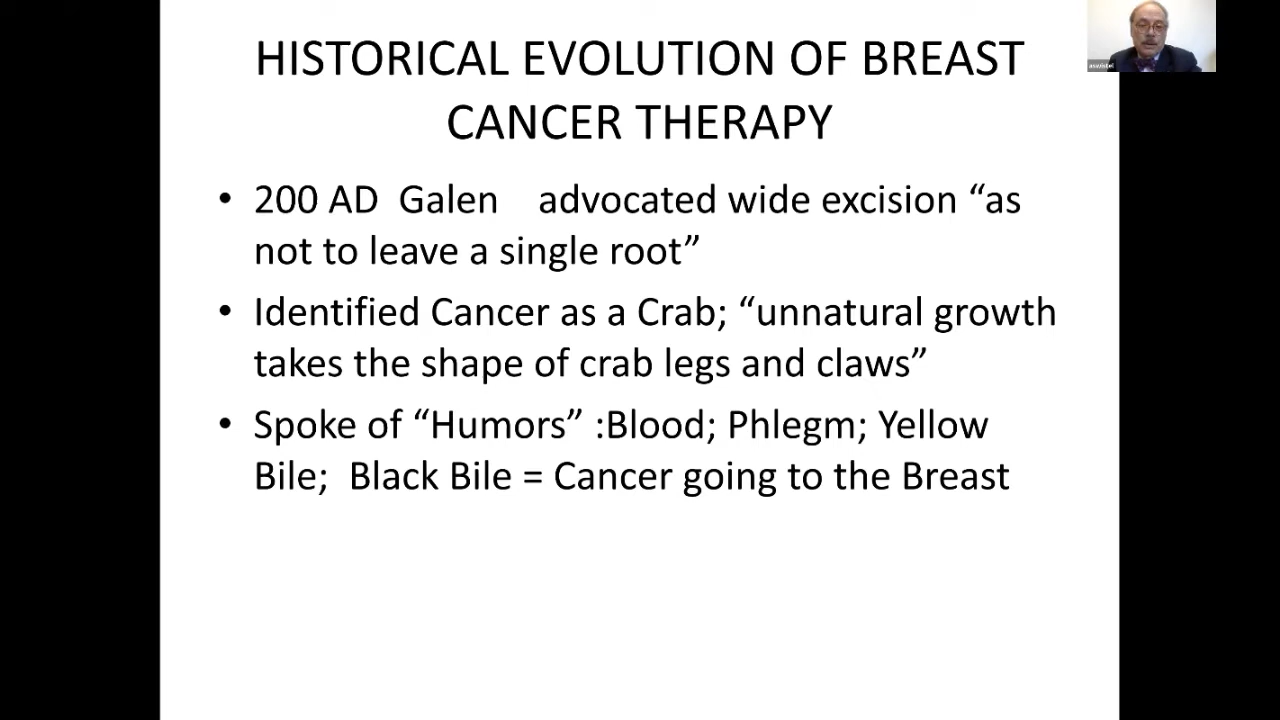 HISTORICAL EVOLUTION OF BREAST
CANCER THERAPY
• 200 AD  Galen    advocated wide excision “as
not to leave a single root”
• Identified Cancer as a Crab; “unnatural growth
takes the shape of crab legs and claws”
• Spoke of “Humors” :Blood; Phlegm; Yellow
Bile;  Black Bile = Cancer going to the Breast